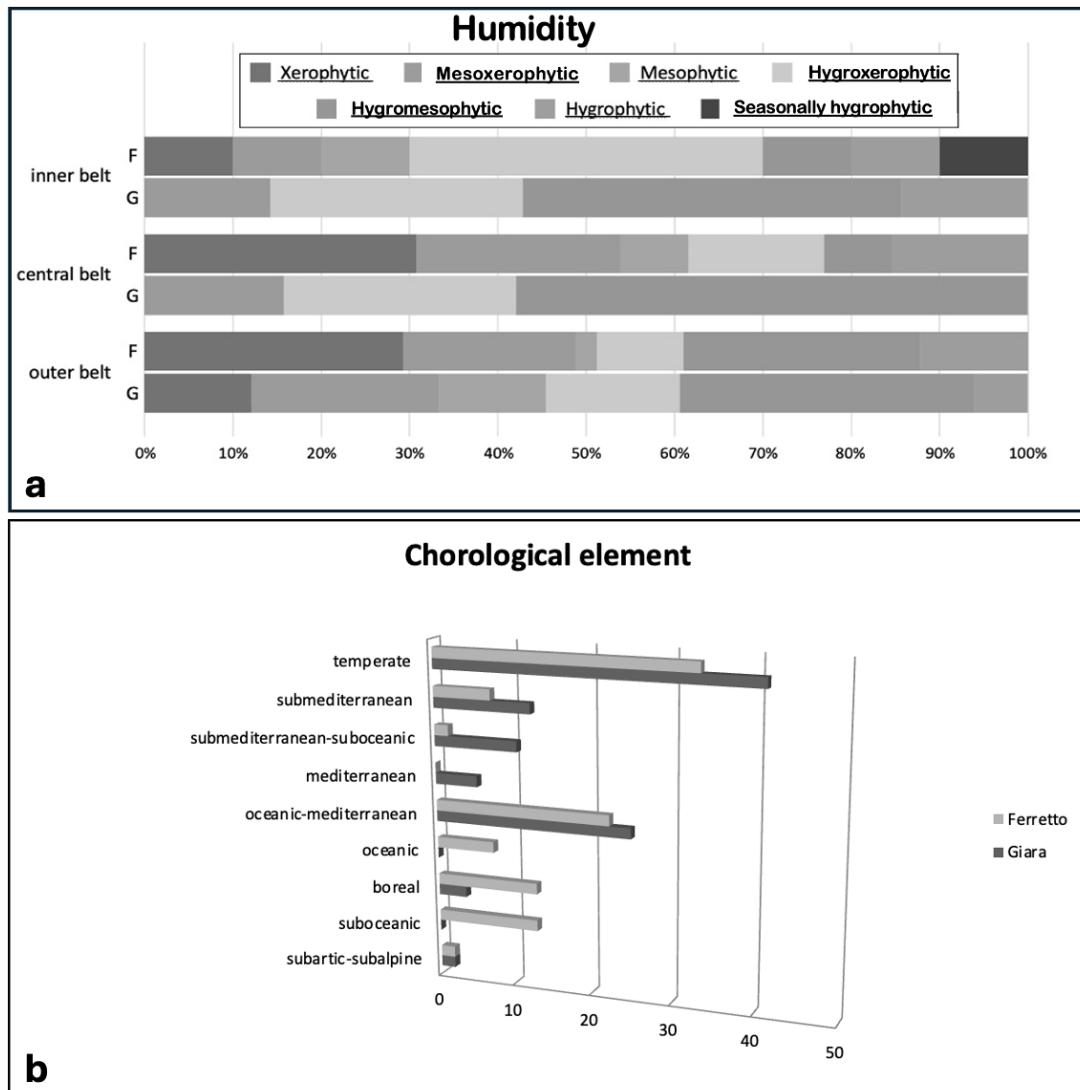 Humidity
Xerophytic Mesoxerophytic Mesophytic Hygroxerophytic
Hygromesophytic Hygrophytic Seasonally hygrophytic
F
inner belt
G
F
central belt
G
F
outer belt
G
0% 10% 20% 30% 40% 50% 60% 70% 80% 90% 100%
a
Chorological element
temperate
submediterranean
submediterranean-suboceanic
mediterranean
oceanic-mediterranean
Ferretto
oceanic
Giara
boreal
suboceanic
subartic-subalpine
0 10 20 30 40 50
b